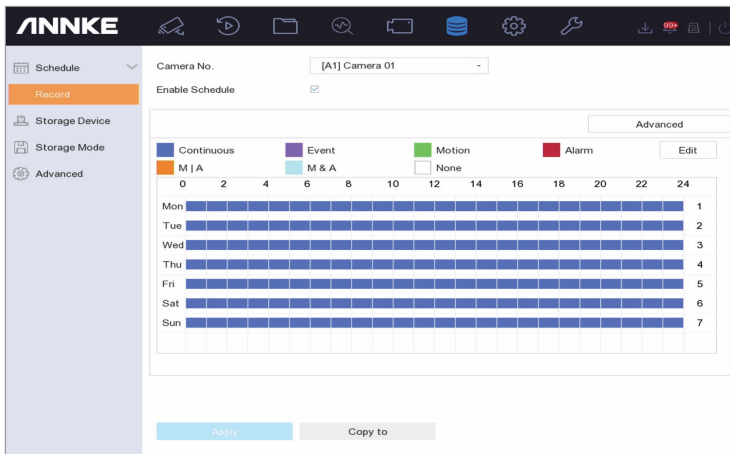 ANNKE
99+
Schedule
Record
Storage Device
Storage Mode
Advanced
Camera No.
[A1] Camera 01
Enable Schedule
Advanced
Continuous Event Motion Alarm Edit
M | A M & A None
0 2 4 6 8 10 12 14 16 18 20 22 24
Mon 1
Tue 2
Wed 3
Thu 4
Fri 5
Sat 6
Sun 7
Apply Copy to